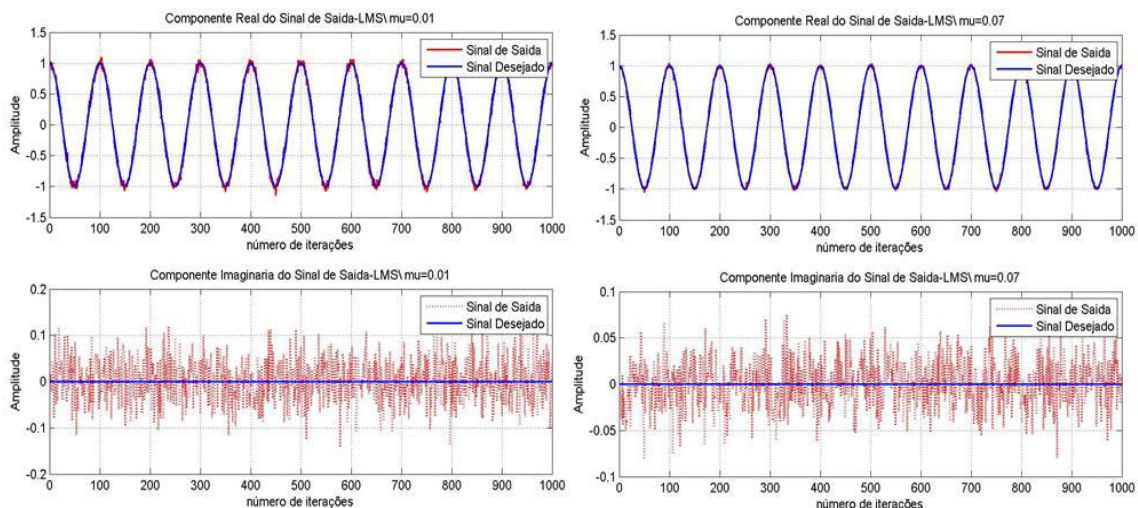 Componente Real do Sinal de Saida-LMS\ mu=0.01
1.5
1
0.5
0
-0.5
-1
-1.5
Amplitude
Sinal de Saida
Sinal Desejado
0 100 200 300 400 500 600 700 800 900 1000
número de iterações
Componente Real do Sinal de Saida-LMS\ mu=0.07
1.5
1
0.5
0
-0.5
-1
-1.5
Amplitude
Sinal de Saida
Sinal Desejado
0 100 200 300 400 500 600 700 800 900 1000
número de iterações
Componente Imaginaria do Sinal de Saida-LMS\ mu=0.01
0.2
0.1
0
-0.1
-0.2
Amplitude
Sinal de Saida
Sinal Desejado
0 100 200 300 400 500 600 700 800 900 1000
número de iterações
Componente Imaginaria do Sinal de Saida-LMS\ mu=0.07
0.1
0.05
0
-0.05
-0.1
Amplitude
Sinal de Saida
Sinal Desejado
0 100 200 300 400 500 600 700 800 900 1000
número de iterações